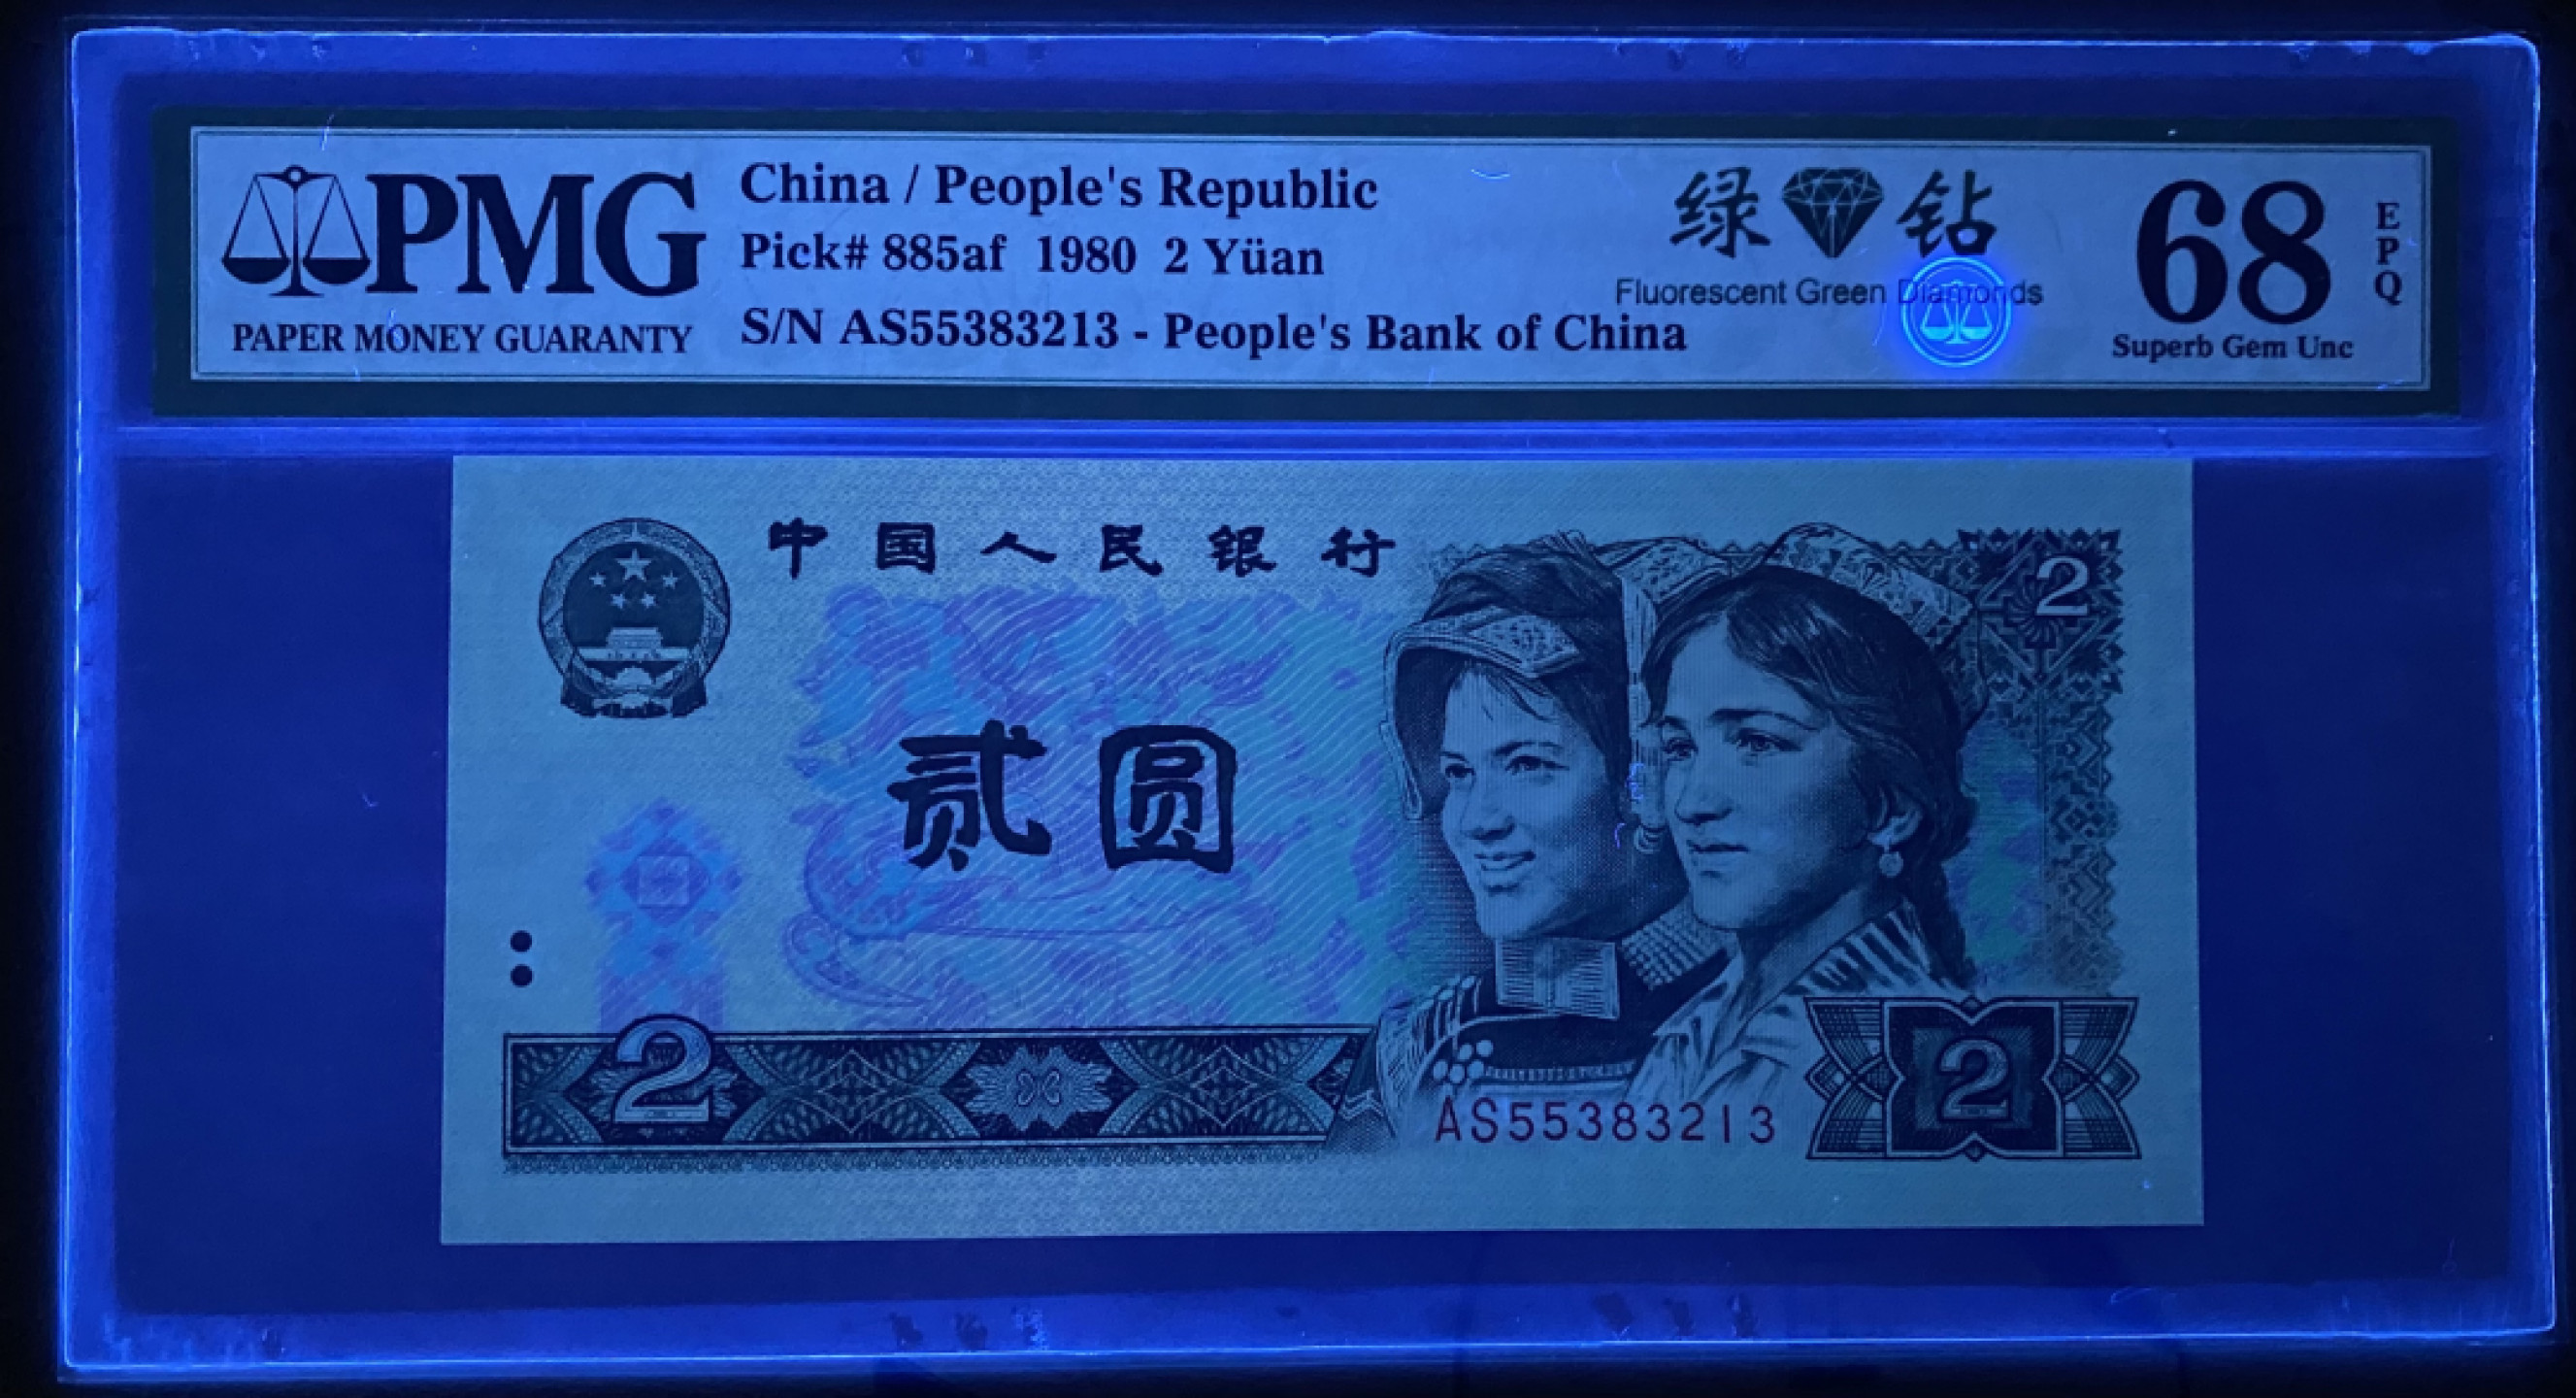 PMG
PAPER MONEY GUARANTY
China / People's Republic
Pick# 885af 1980 2 Yüan
S/N AS55383213 - People's Bank of China
绿 钻
Fluorescent Green Diamonds
68
EPQ
Superb Gem Unc
中国人民银行
2
贰圆
2
2
AS55383213